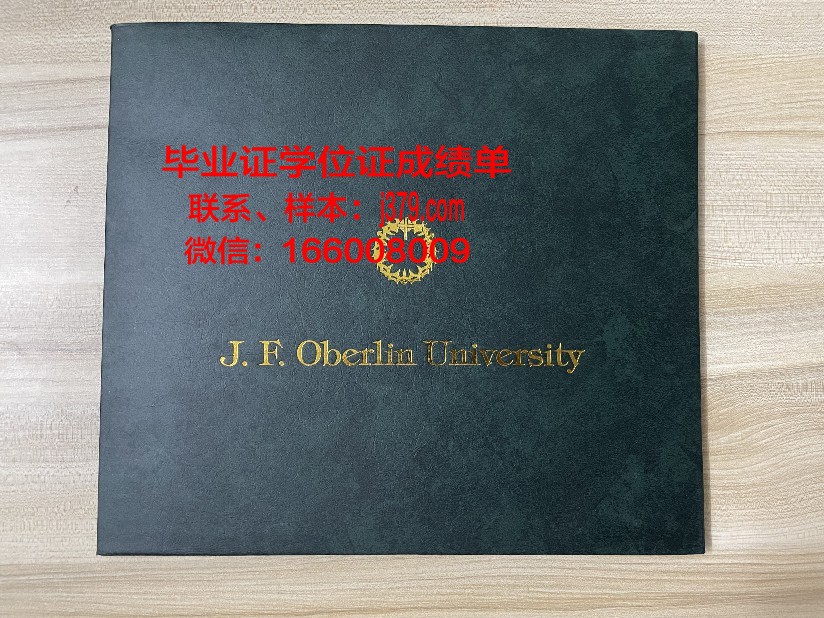 毕业证学位证成绩单
联系、样本：j379.com
微信：166008009
J. F. Oberlin University